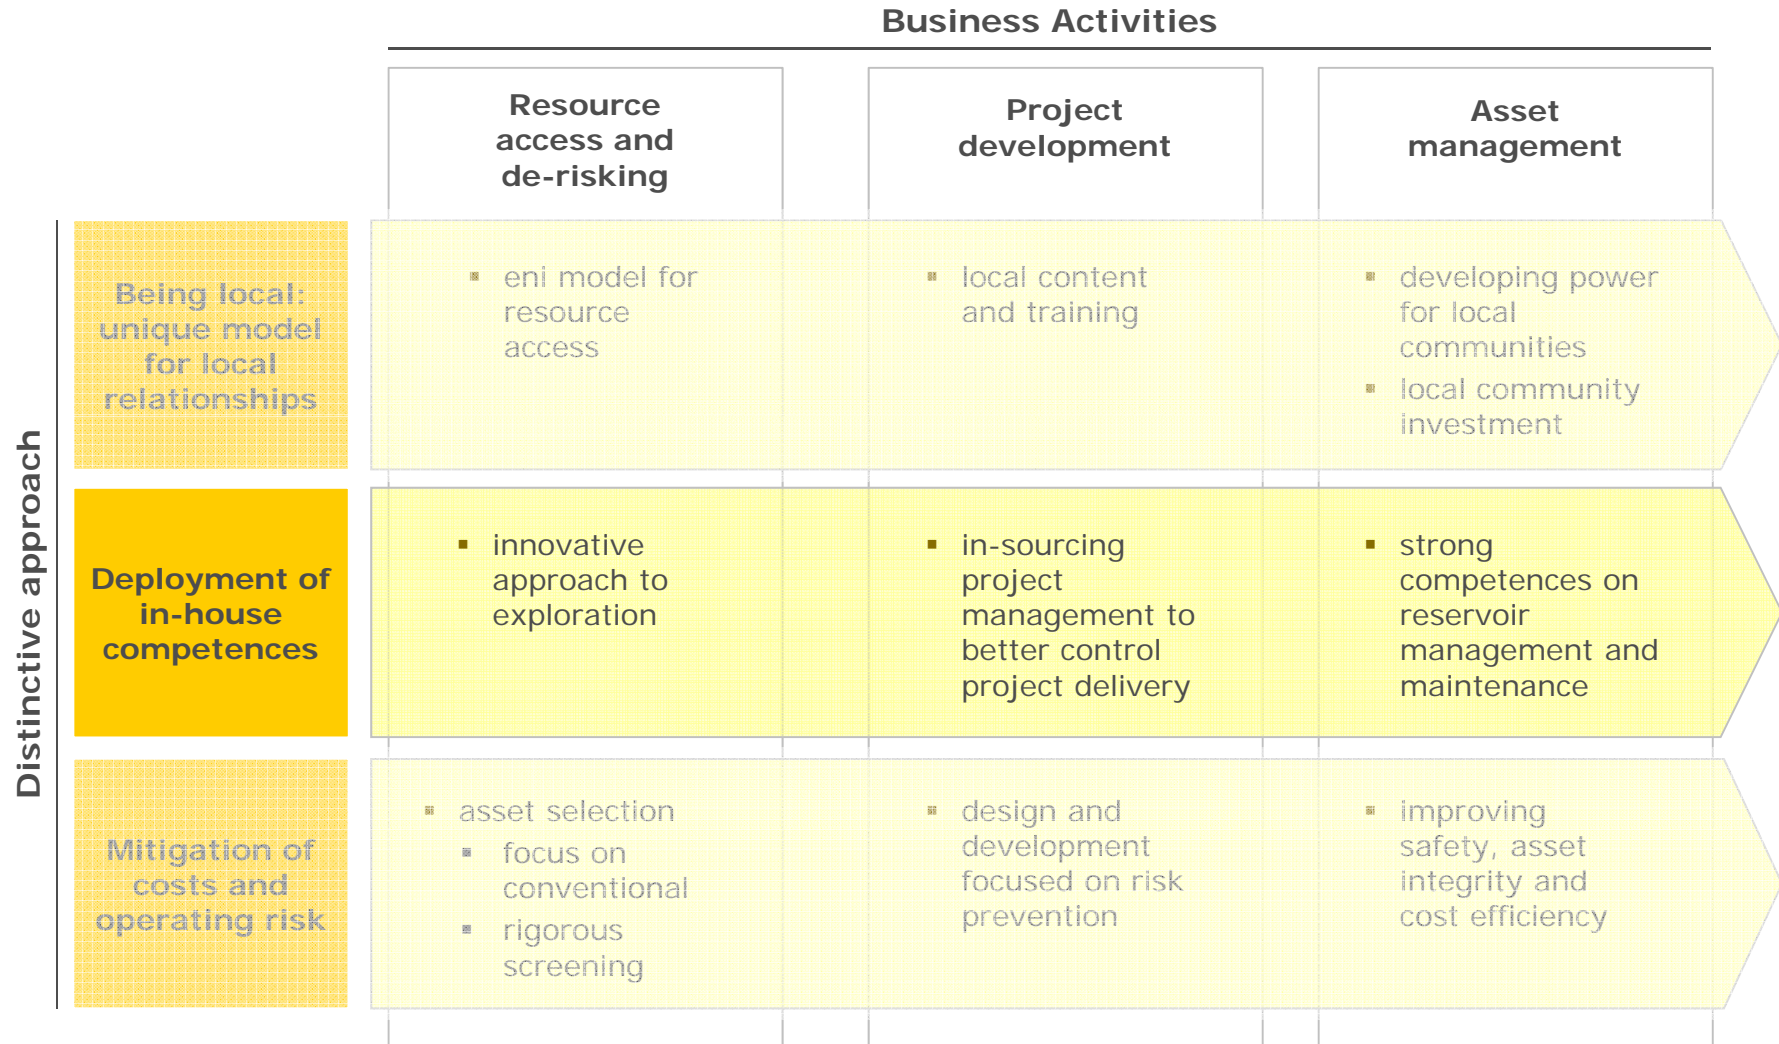 Business Activities
Resource
access and
de-risking
Project
development
Asset
management
Distinctive approach
Being local:
unique model
for local
relationships
▪ eni model for
resource
access
▪ local content
and training
▪ developing power
for local
communities
▪ local community
investment
Deployment of
in-house
competences
▪ innovative
approach to
exploration
▪ in-sourcing
project
management to
better control
project delivery
▪ strong
competences on
reservoir
management and
maintenance
Mitigation of
costs and
operating risk
▪ asset selection
▪ focus on
conventional
▪ rigorous
screening
▪ design and
development
focused on risk
prevention
▪ improving
safety, asset
integrity and
cost efficiency